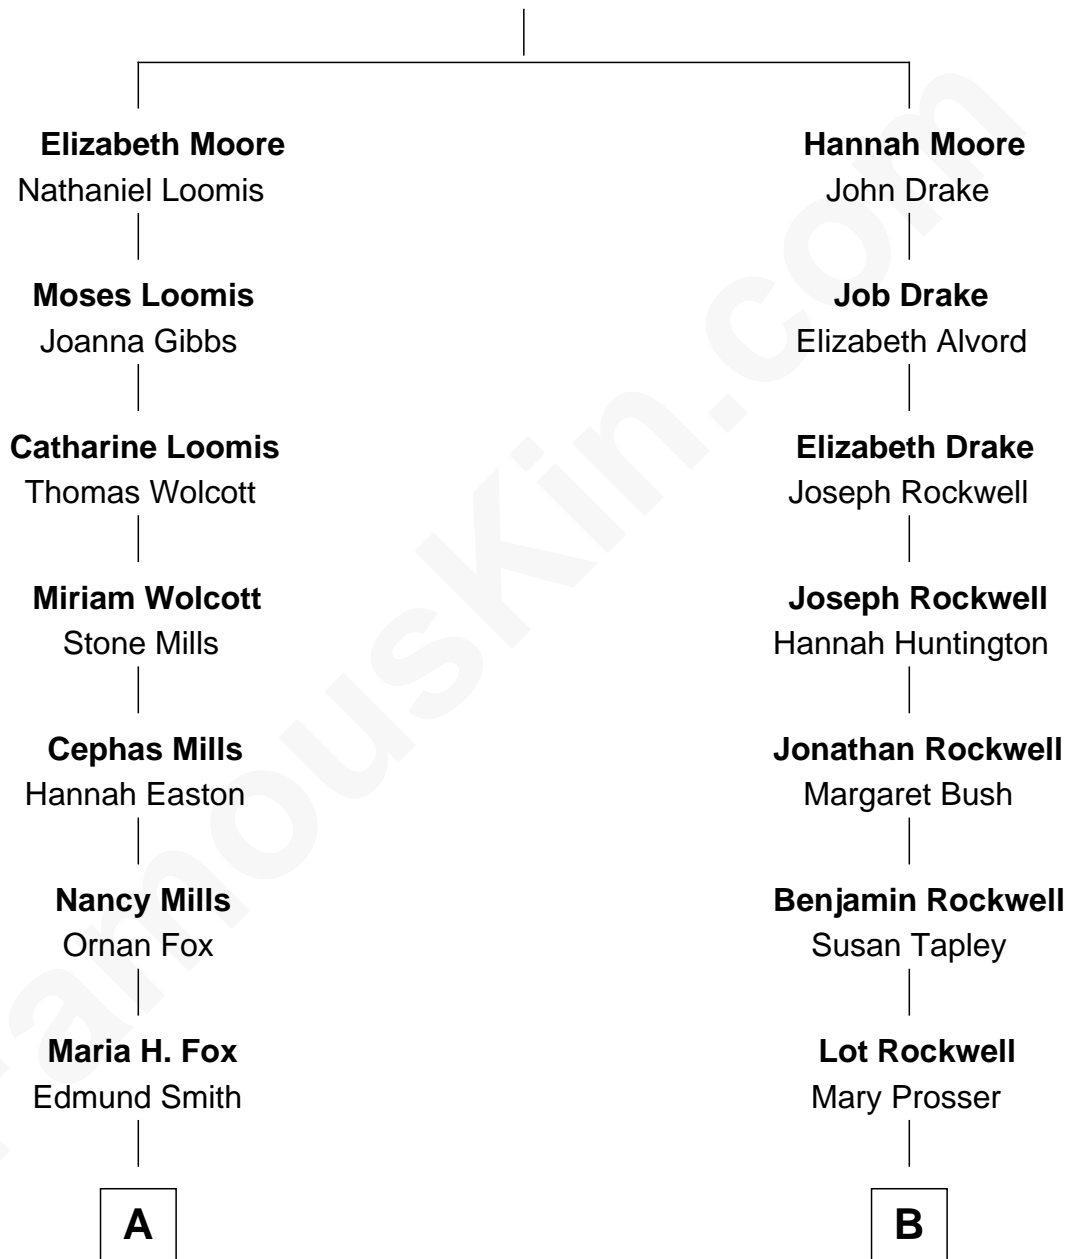 Elizabeth Moore
Nathaniel Loomis
Hannah Moore
John Drake
Moses Loomis
Joanna Gibbs
Job Drake
Elizabeth Alvord
Catharine Loomis
Thomas Wolcott
Elizabeth Drake
Joseph Rockwell
Miriam Wolcott
Stone Mills
Joseph Rockwell
Hannah Huntington
Cephas Mills
Hannah Easton
Jonathan Rockwell
Margaret Bush
Nancy Mills
Ornan Fox
Benjamin Rockwell
Susan Tapley
Maria H. Fox
Edmund Smith
Lot Rockwell
Mary Prosser
A
B
FamousKin.com